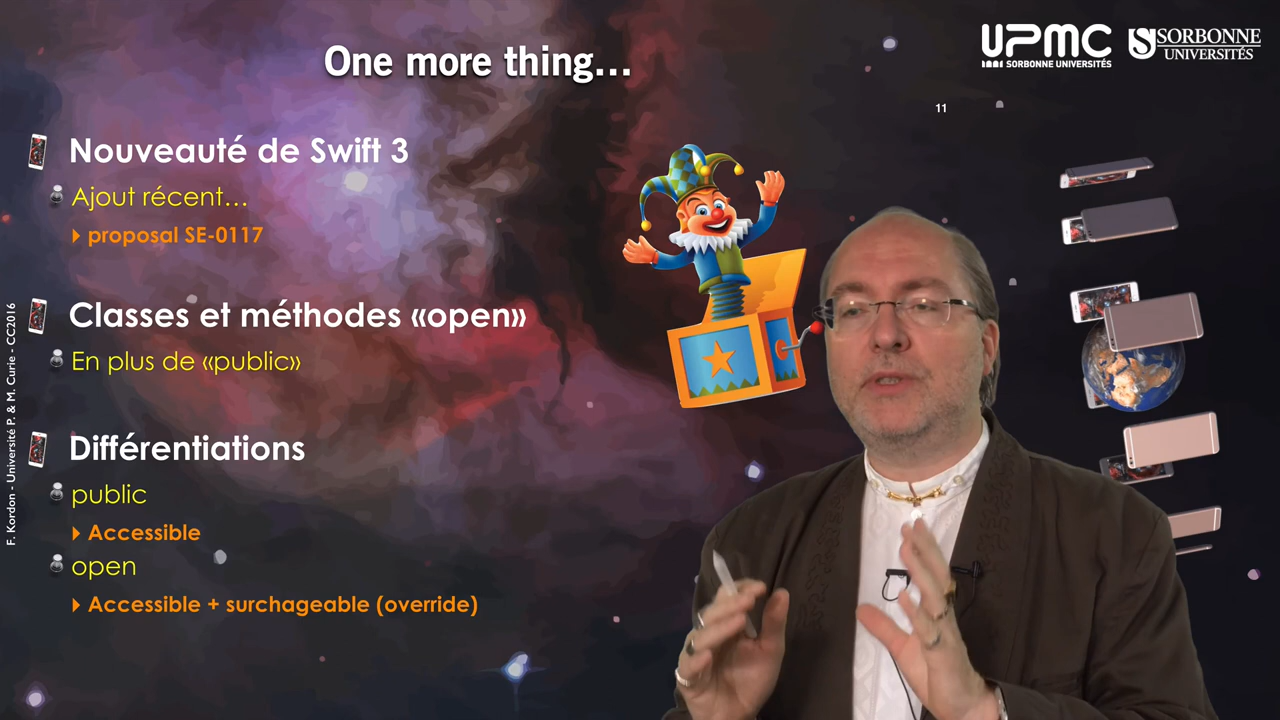 One more thing...
UPMC
SORBONNE UNIVERSITÉS
SORBONNE
UNIVERSITÉS
11
Nouveauté de Swift 3
Ajout récent...
proposal SE-0117
Classes et méthodes «open»
En plus de «public»
Différentiations
public
Accessible
open
Accessible + surchageable (override)
F. Kordon - Université P. & M. Curie - CC2016